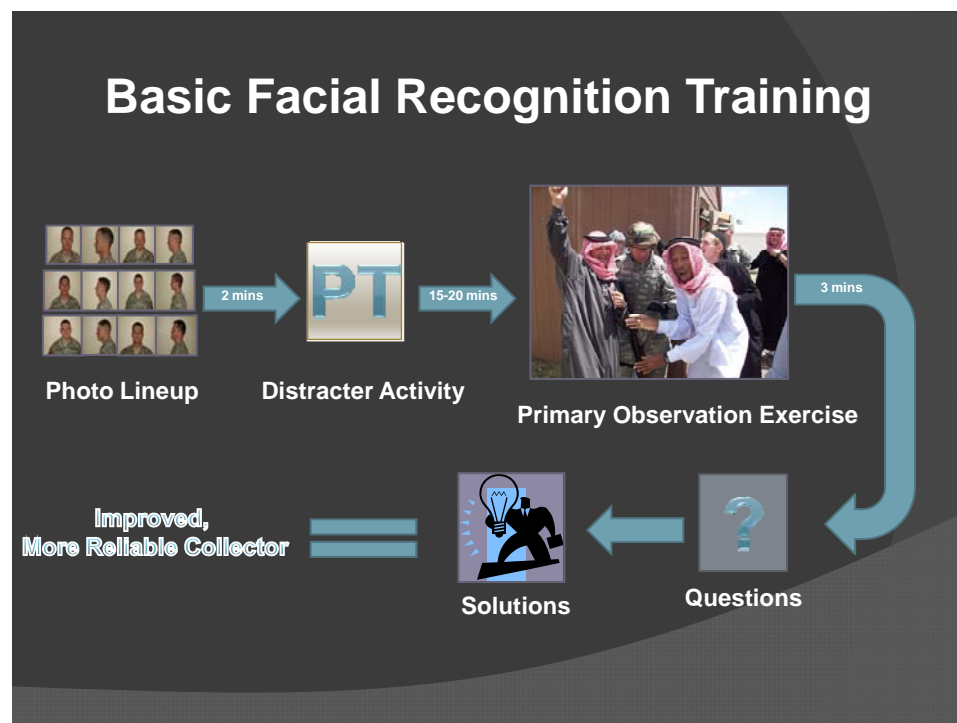 Basic Facial Recognition Training
2 mins
PT
15-20 mins
3 mins
Photo Lineup
Distracter Activity
Primary Observation Exercise
?
Questions
Solutions
Improved,
More Reliable Collector